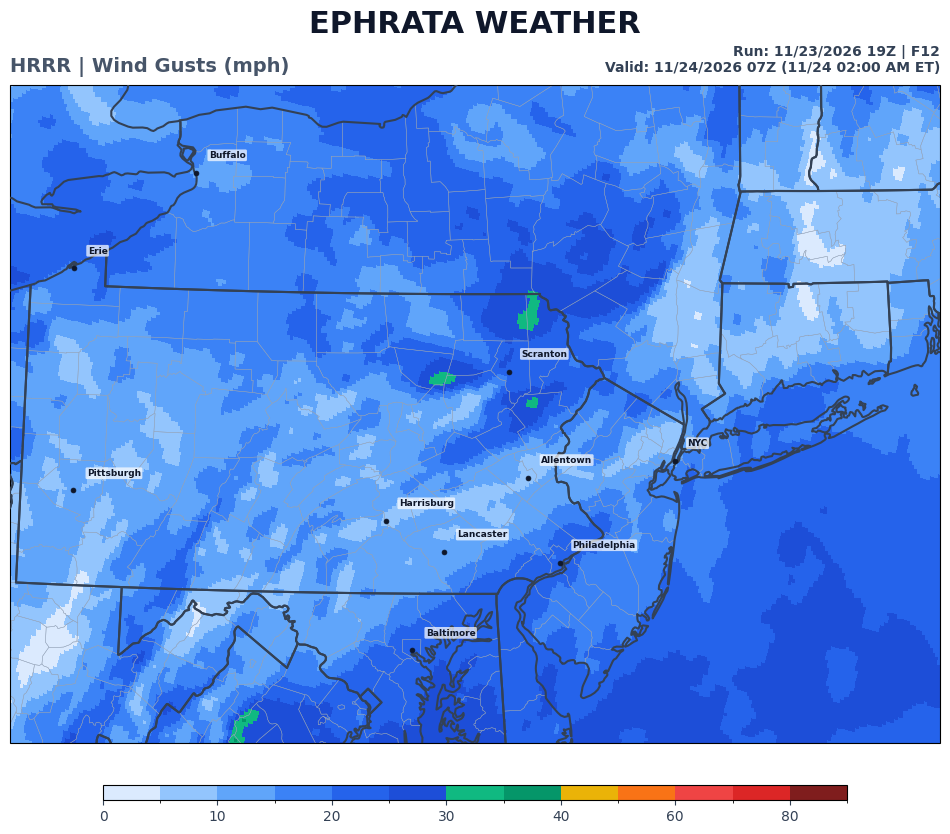 EPHRATA WEATHER
HRRR | Wind Gusts (mph)
Run: 11/23/2026 19Z | F12
Valid: 11/24/2026 07Z (11/24 02:00 AM ET)
Buffalo
Erie
Scranton
NYC
Allentown
Pittsburgh
Harrisburg
Lancaster
Philadelphia
Baltimore
0 10 20 30 40 60 80